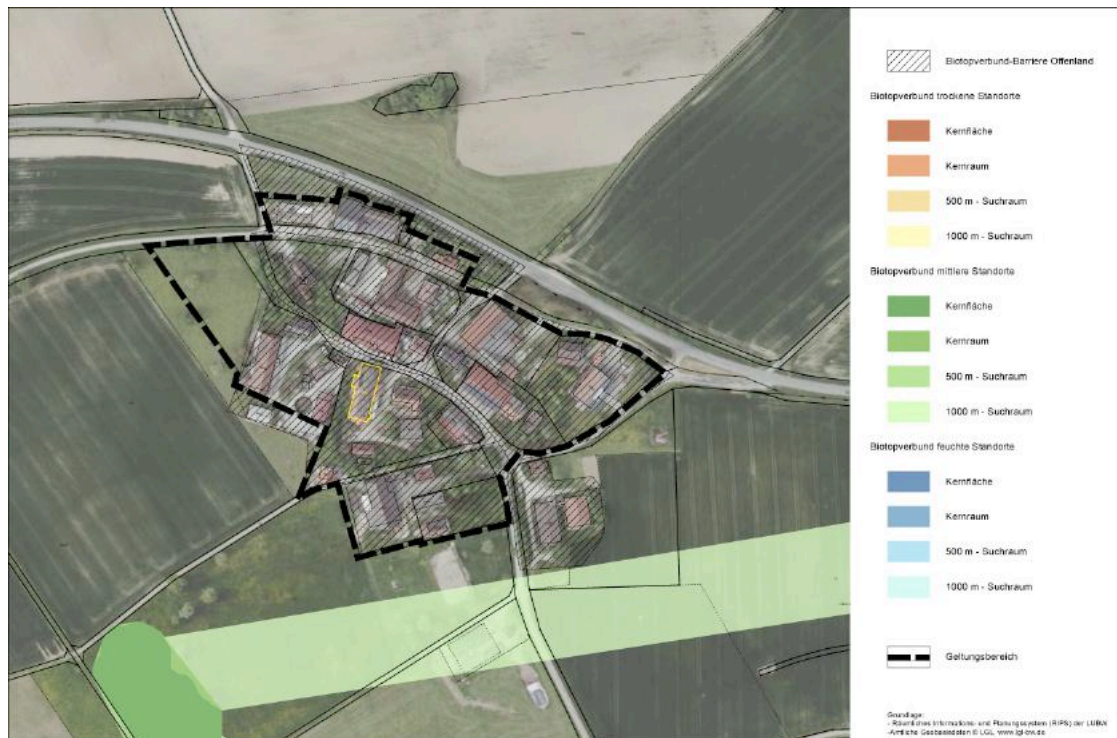 Biotopverbund-Barriere Offenland
Biotopverbund trockene Standorte
Kernfläche
Kernraum
500 m - Suchraum
1000 m - Suchraum
Biotopverbund mittlere Standorte
Kernfläche
Kernraum
500 m - Suchraum
1000 m - Suchraum
Biotopverbund feuchte Standorte
Kernfläche
Kernraum
500 m - Suchraum
1000 m - Suchraum
Geltungsbereich
Grundlage:
- Räumliches Informations- und Planungssystem (RIPS) der LUBW
-Amtliche Geobasisdaten © LGL, www.lgl-bw.de